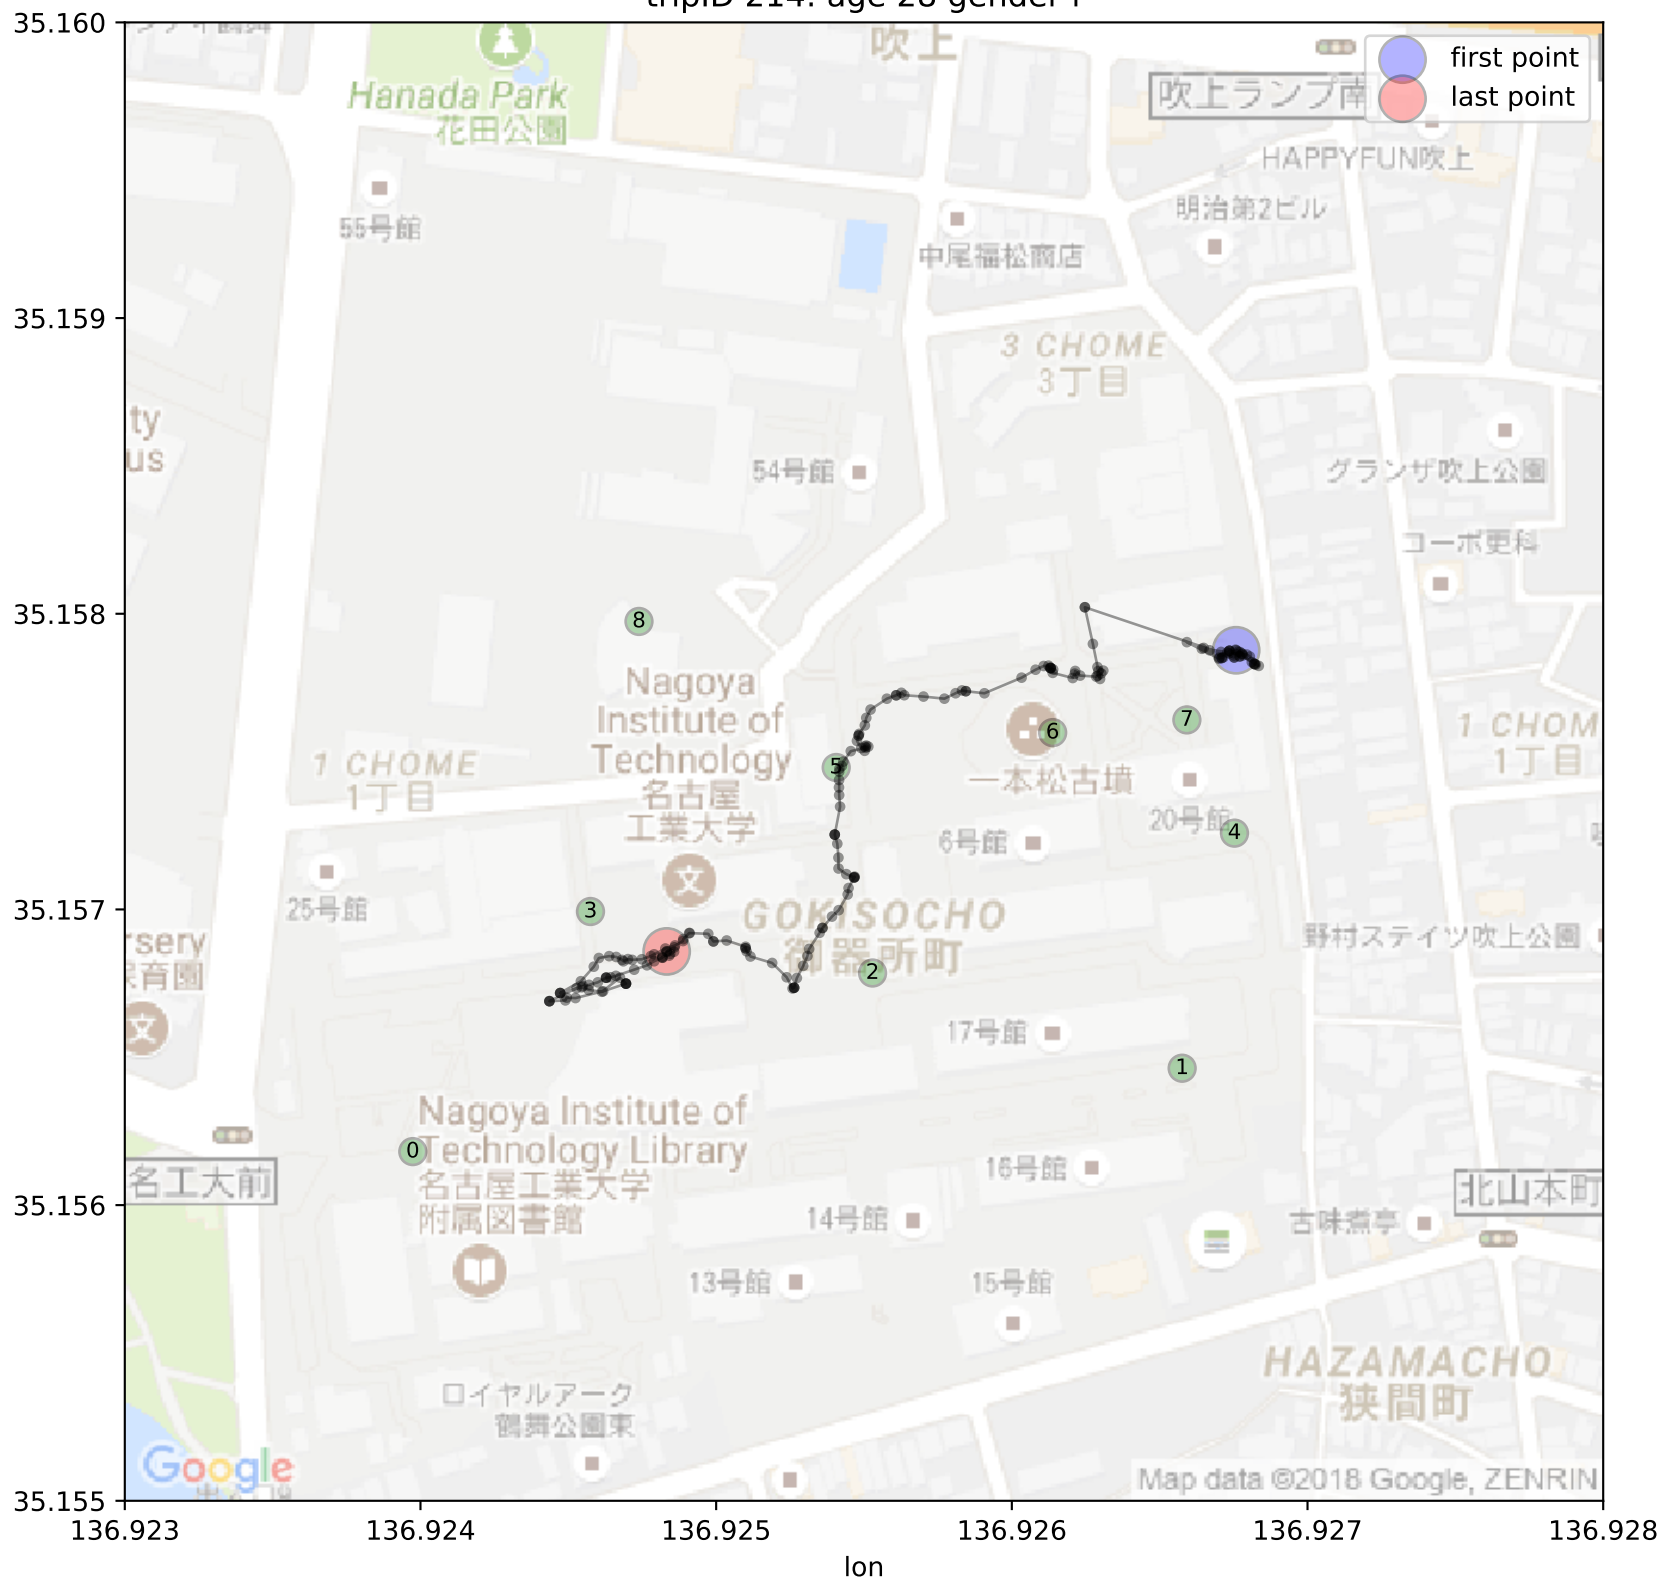 35.160
吹上
first point
last point
吹上ランプ南
Hanada Park
花田公園
HAPPYFUN吹上
明治第2ビル
55号館
中尾福松商店
35.159
3 CHOME
3丁目
ty
us
54号館
グランザ吹上公園
コーポ更科
35.158
8
Nagoya
Institute of
Technology
名古屋
工業大学
7
6
5
1 CHOME
1丁目
1 CHOM
1丁目
一本松古墳
20号館
4
6号館
35.157
25号館
3
GOKISOCHO
御器所町
野村ステイツ吹上公園
rsery
保育園
2
17号館
1
Nagoya Institute of
Technology Library
名古屋工業大学
附属図書館
0
名工大前
16号館
北山本町
35.156
14号館
古味煮亭
13号館
15号館
HAZAMACHO
狭間町
ロイヤルアーク
鶴舞公園東
Google
Map data ©2018 Google, ZENRIN
35.155
136.923
136.924
136.925
136.926
136.927
136.928
lon